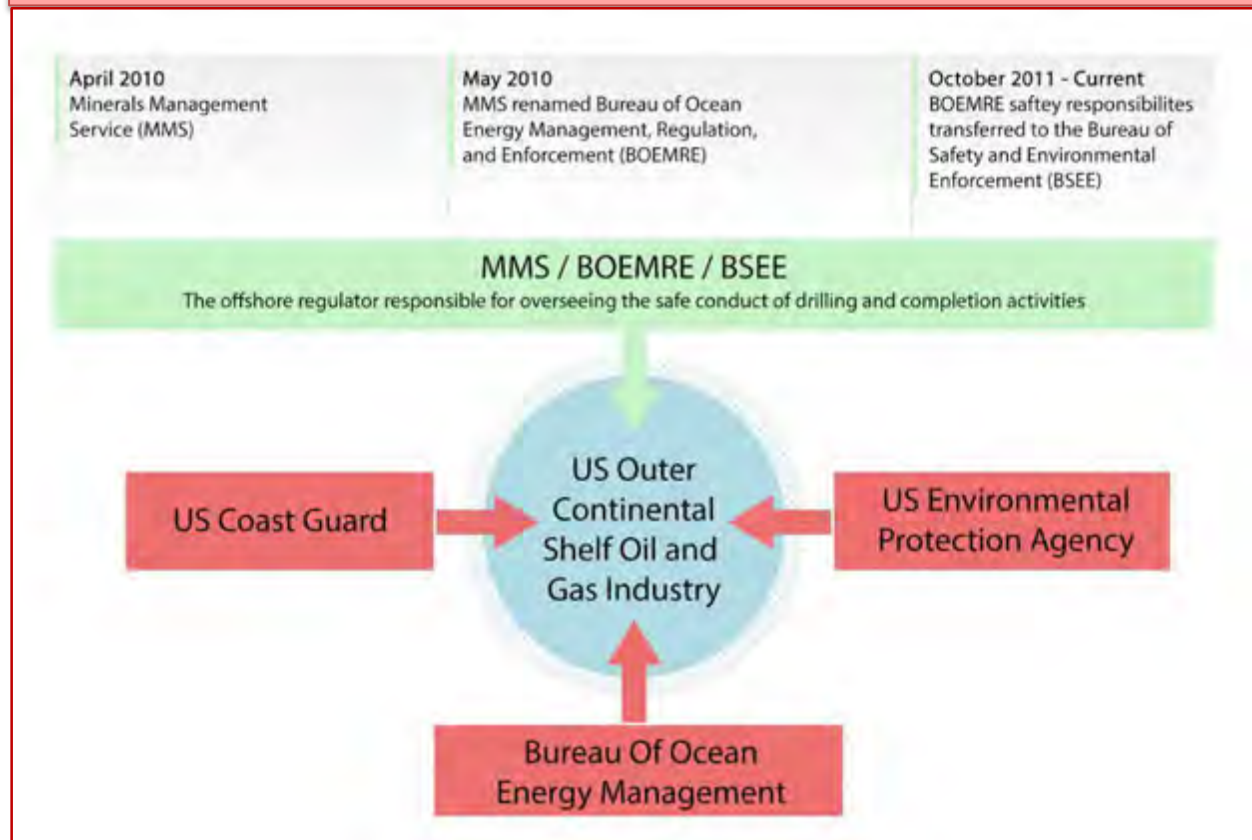 April 2010
Minerals Management
Service (MMS)
May 2010
MMS renamed Bureau of Ocean
Energy Management, Regulation,
and Enforcement (BOEMRE)
October 2011 - Current
BOEMRE saftey responsibilites
transferred to the Bureau of
Safety and Environmental
Enforcement (BSEE)
MMS / BOEMRE / BSEE
The offshore regulator responsible for overseeing the safe conduct of drilling and completion activities
US Outer
Continental
Shelf Oil and
Gas Industry
US Coast Guard
US Environmental
Protection Agency
Bureau Of Ocean
Energy Management